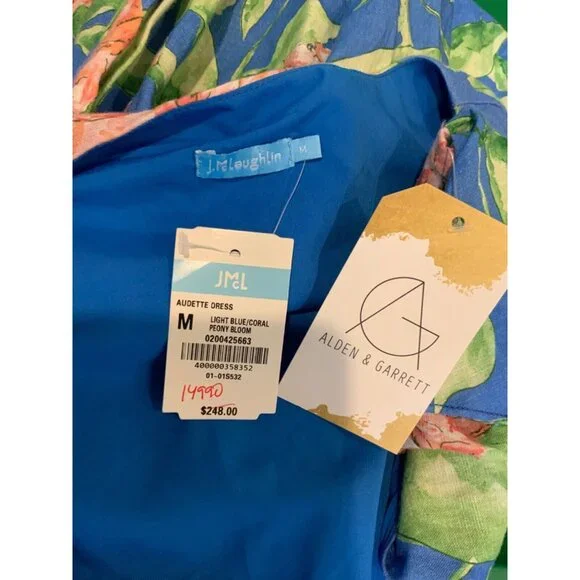 J.McLaughlin
M
JMcL
AUDETTE DRESS
M LIGHT BLUE/CORAL
PEONY BLOOM
0200425663
400000358352
01-01S532
14990
$248.00
AG
ALDEN & GARRETT